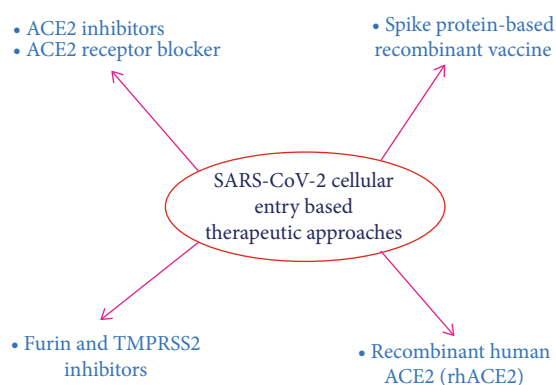 • ACE2 inhibitors
• ACE2 receptor blocker
• Spike protein-based
recombinant vaccine
SARS-CoV-2 cellular
entry based
therapeutic approaches
• Furin and TMPRSS2
inhibitors
• Recombinant human
ACE2 (rhACE2)